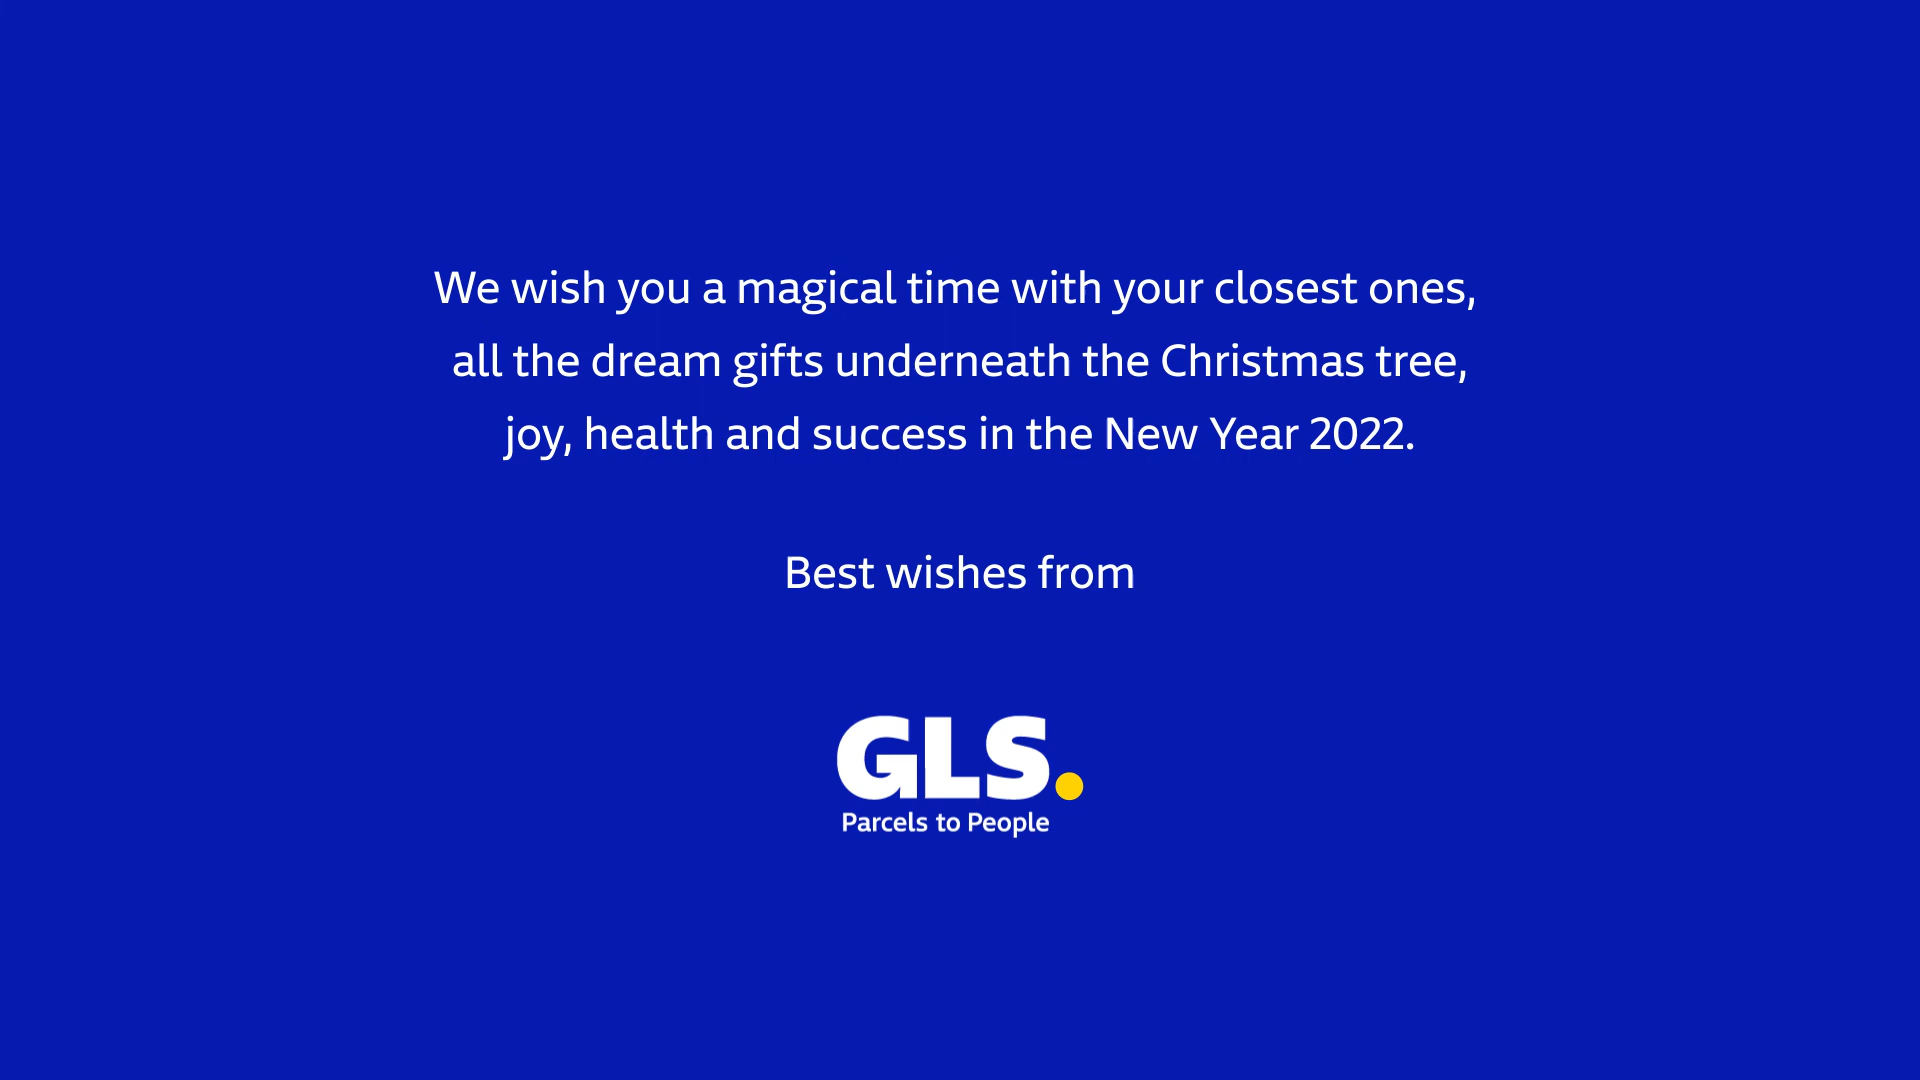 We wish you a magical time with your closest ones,
all the dream gifts underneath the Christmas tree,
joy, health and success in the New Year 2022.
Best wishes from
GLS.
Parcels to People